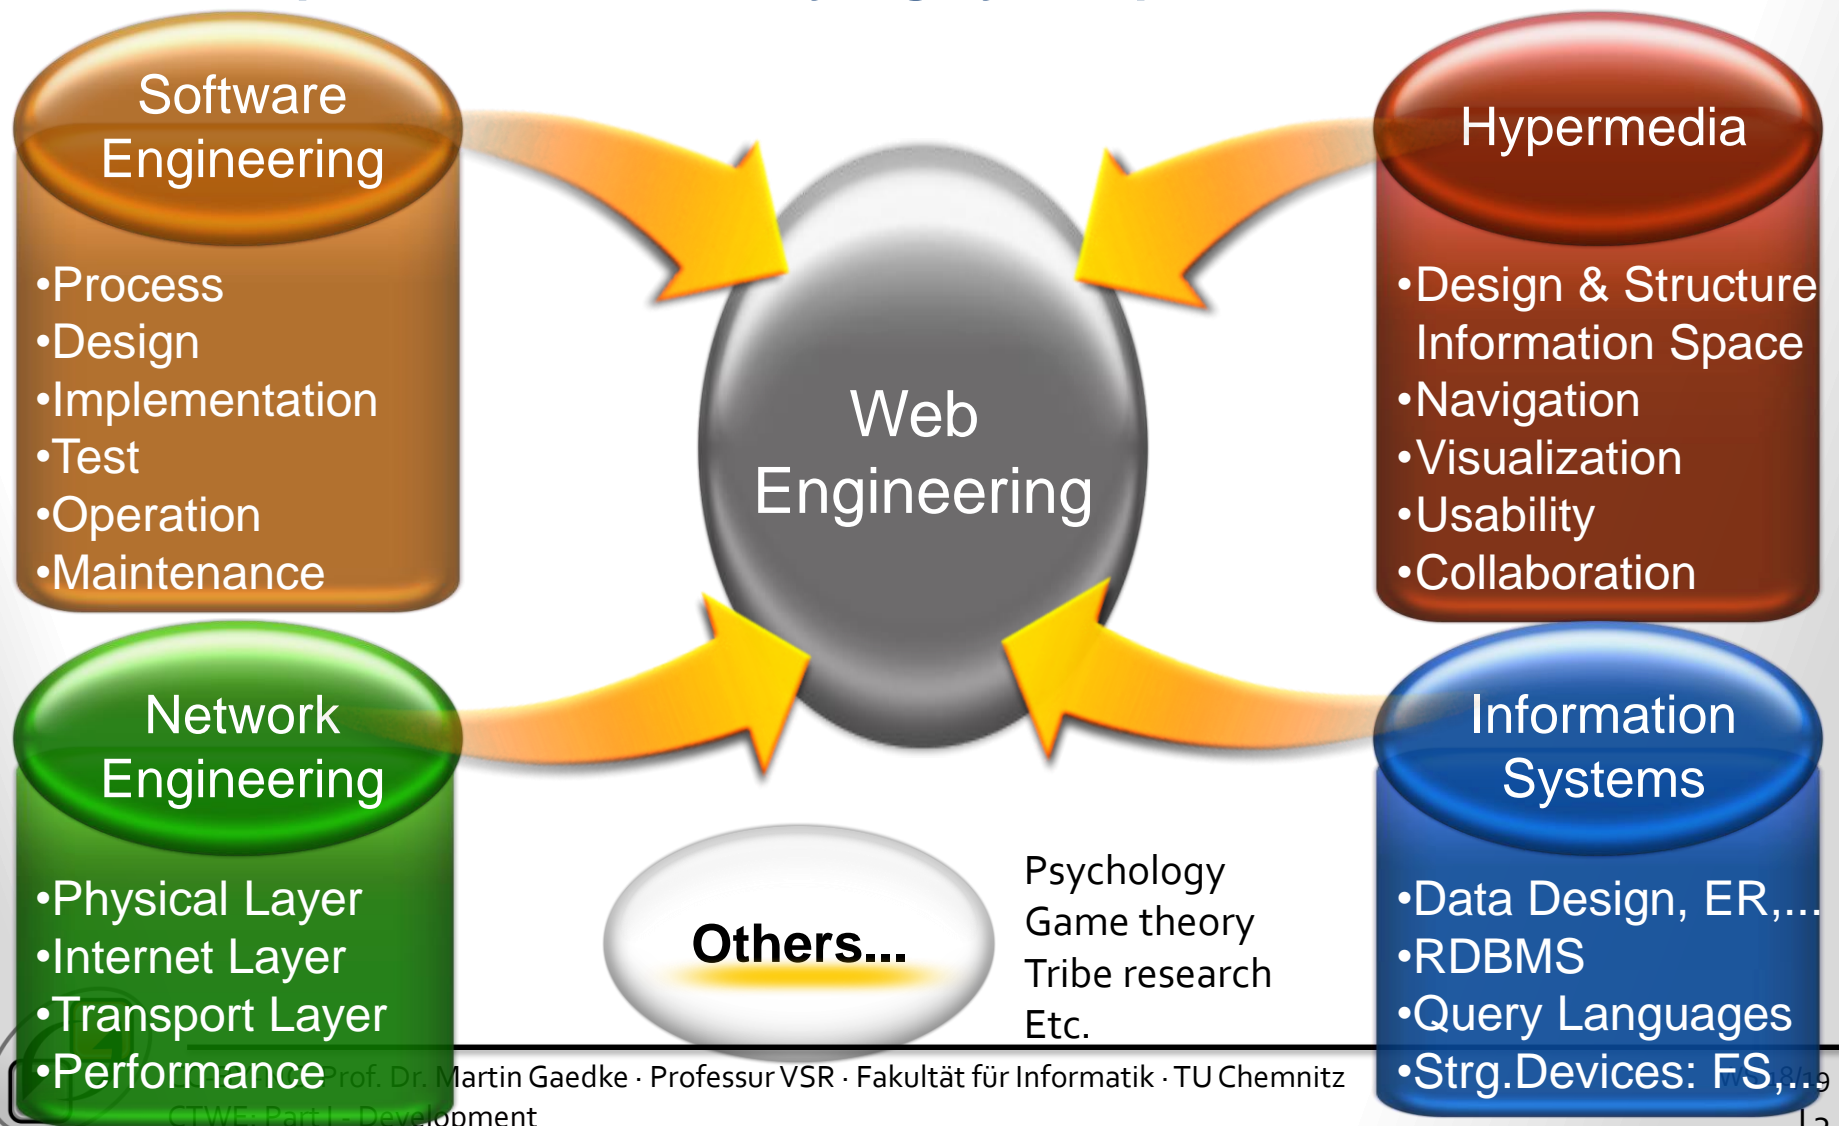 Software
Engineering
•Process
•Design
•Implementation
•Test
•Operation
•Maintenance
Hypermedia
•Design & Structure
Information Space
•Navigation
•Visualization
•Usability
•Collaboration
Web
Engineering
Network
Engineering
•Physical Layer
•Internet Layer
•Transport Layer
•Performance
Information
Systems
•Data Design, ER,...
•RDBMS
•Query Languages
•Strg.Devices: FS,...
Others...
Psychology
Game theory
Tribe research
Etc.
Prof. Dr. Martin Gaedke · Professur VSR · Fakultät für Informatik · TU Chemnitz
WS 18/19
CTWE: Part I - Development